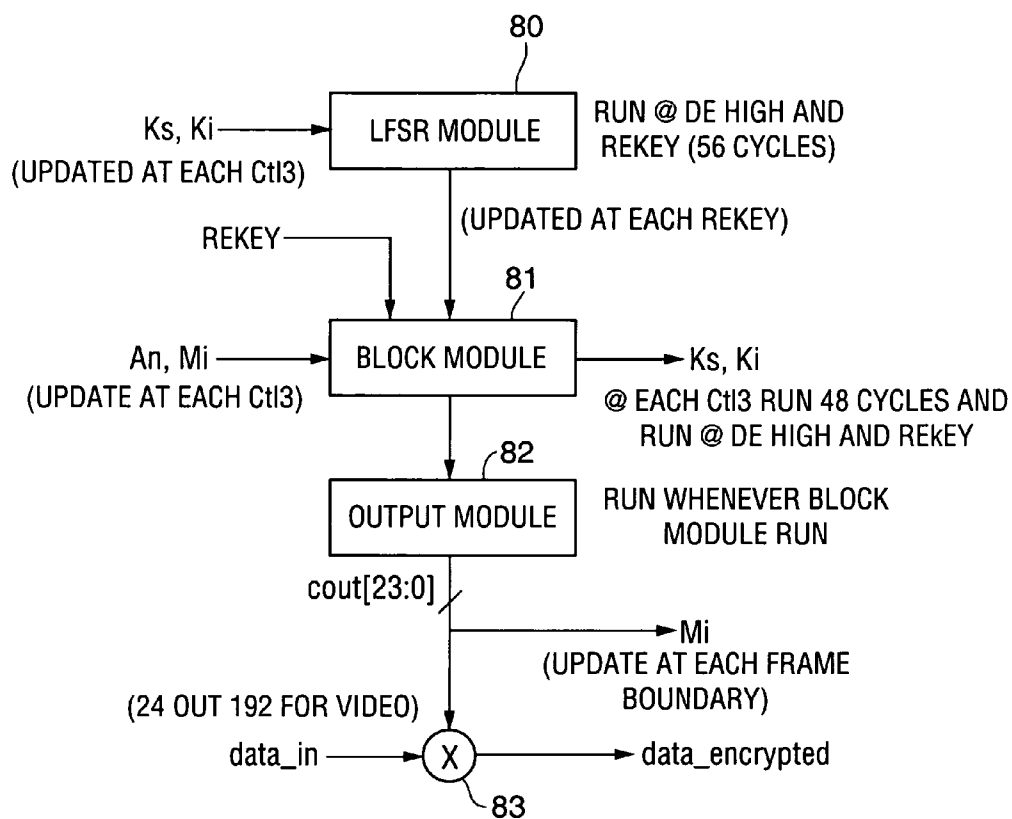 80
Ks, Ki
(UPDATED AT EACH Ctl3)
LFSR MODULE
RUN @ DE HIGH AND
REKEY (56 CYCLES)
(UPDATED AT EACH REKEY)
REKEY
81
An, Mi
(UPDATE AT EACH Ctl3)
BLOCK MODULE
Ks, Ki
@ EACH Ctl3 RUN 48 CYCLES AND
RUN @ DE HIGH AND REkEY
82
OUTPUT MODULE
RUN WHENEVER BLOCK
MODULE RUN
cout[23:0]
Mi
(UPDATE AT EACH FRAME
BOUNDARY)
(24 OUT 192 FOR VIDEO)
data_in
X
data_encrypted
83